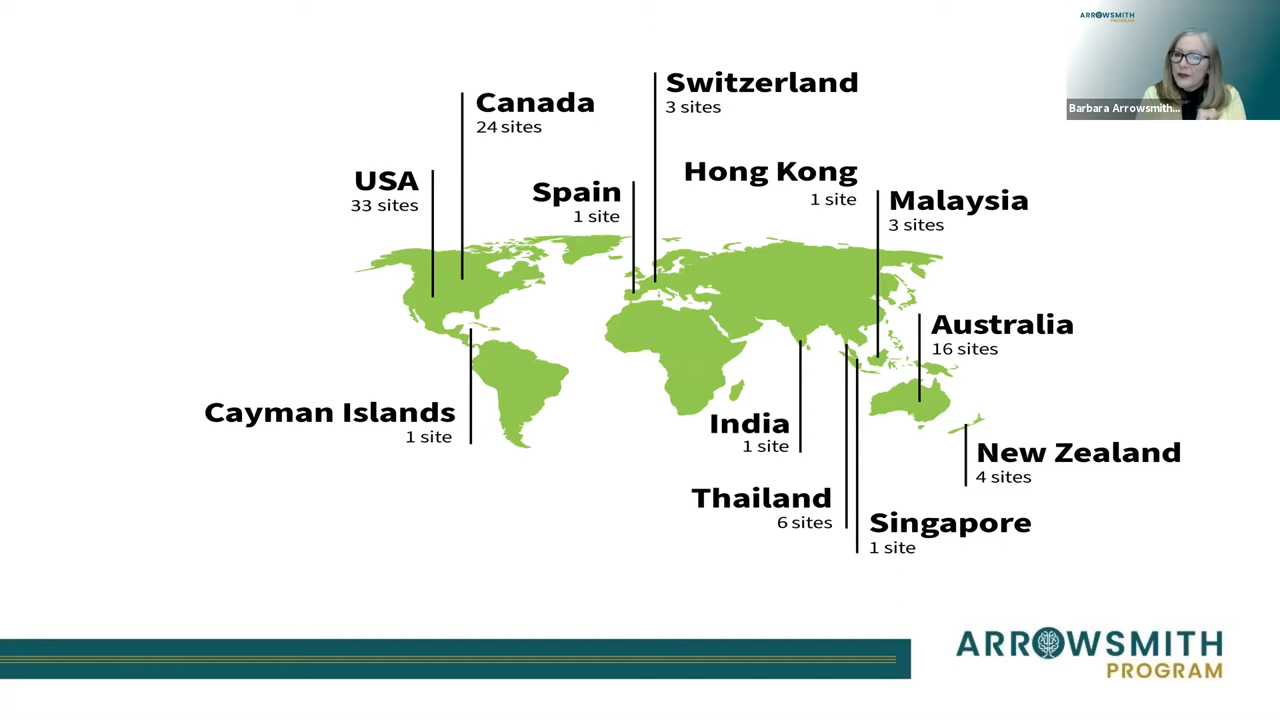 ARROWSMITH
PROGRAM
Barbara Arrowsmith...
Switzerland
3 sites
Canada
24 sites
Hong Kong
1 site
USA
33 sites
Spain
1 site
Malaysia
3 sites
Australia
16 sites
Cayman Islands
1 site
India
1 site
New Zealand
4 sites
Thailand
6 sites
Singapore
1 site
ARROWSMITH
PROGRAM